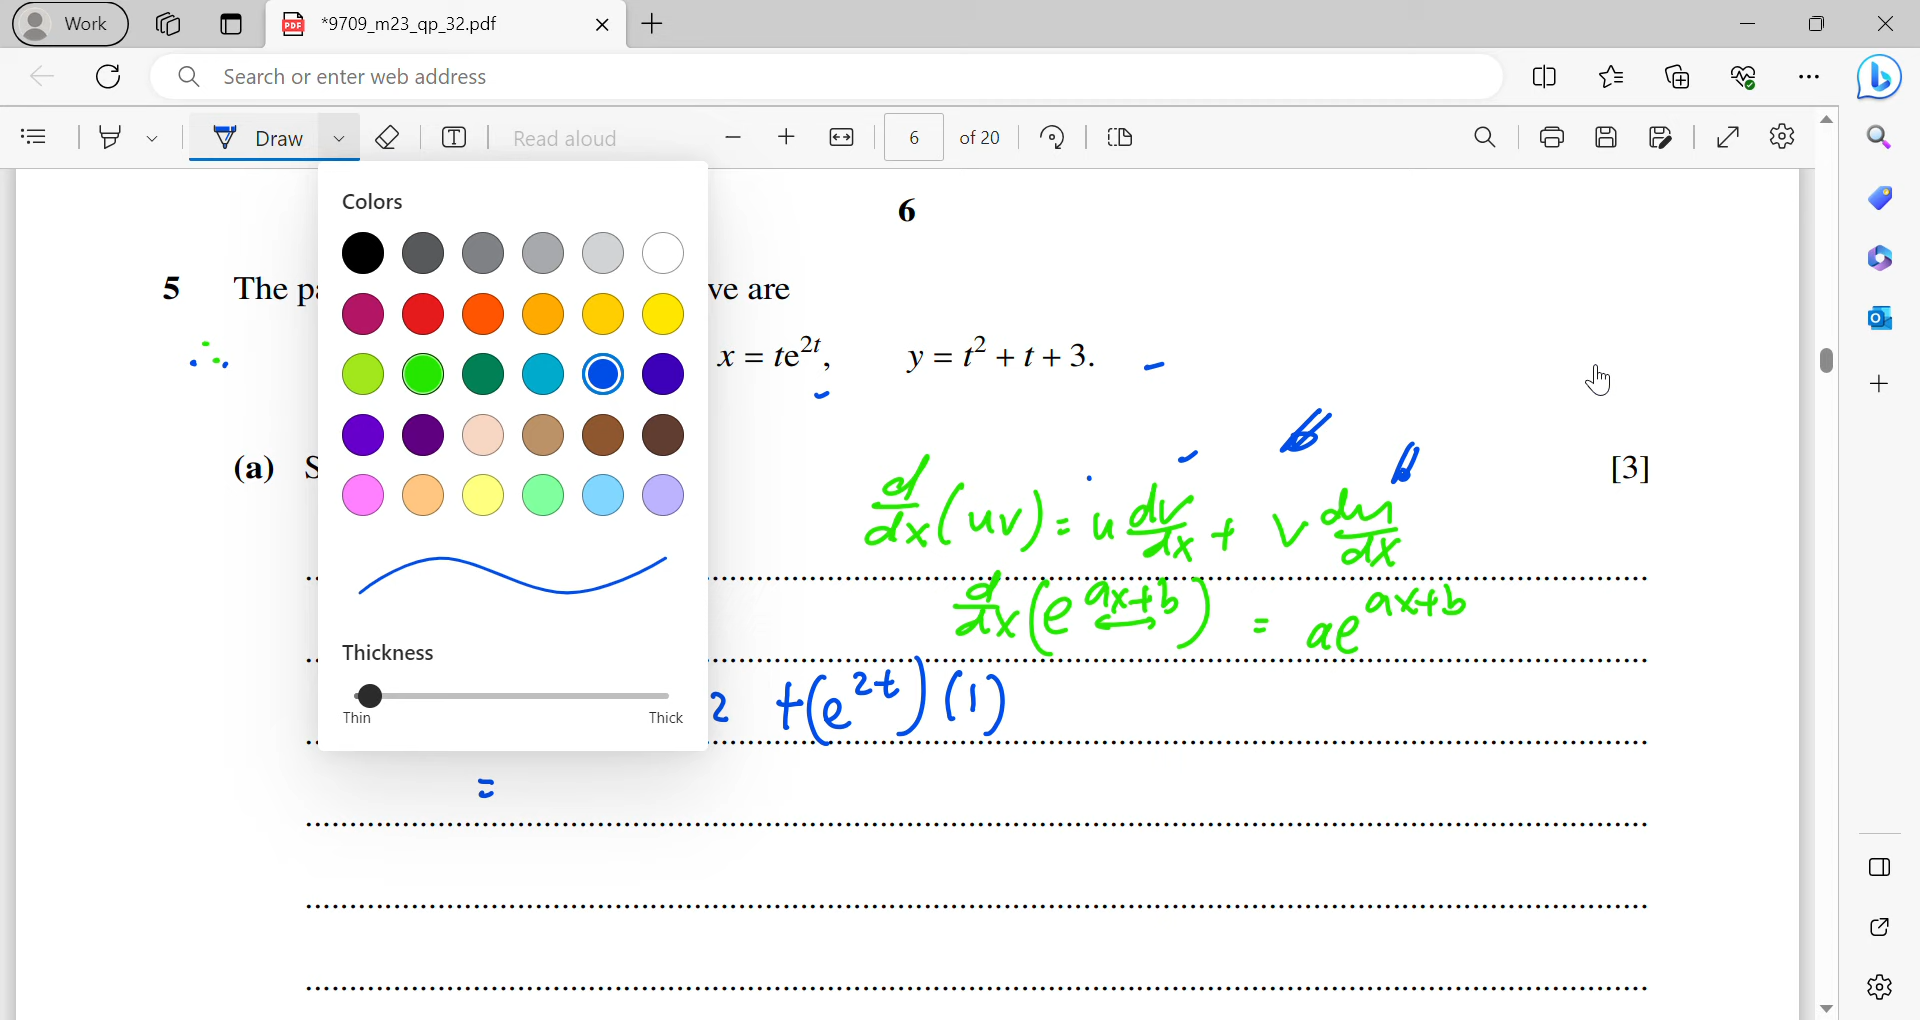 Work
*9709_m23_qp_32.pdf
Search or enter web address
Draw
Read aloud
6 of 20
Colors
Thickness
Thin Thick
6
5 The pa ve are
x = te^{2t}, y = t² + t + 3.
(a) S [3]
d/dx (uv) = u dv/dx + v du/dx
d/dx (e^{ax+b}) = ae^{ax+b}
2 + (e^{2t}) (1)
=